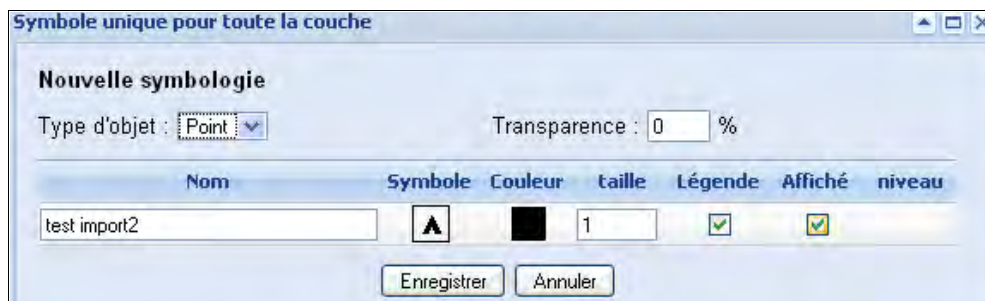 Symbole unique pour toute la couche
Nouvelle symbologie
Type d'objet : Point Transparence : 0 %
Nom Symbole Couleur taille Légende Affiché niveau
test import2 1
Enregistrer Annuler